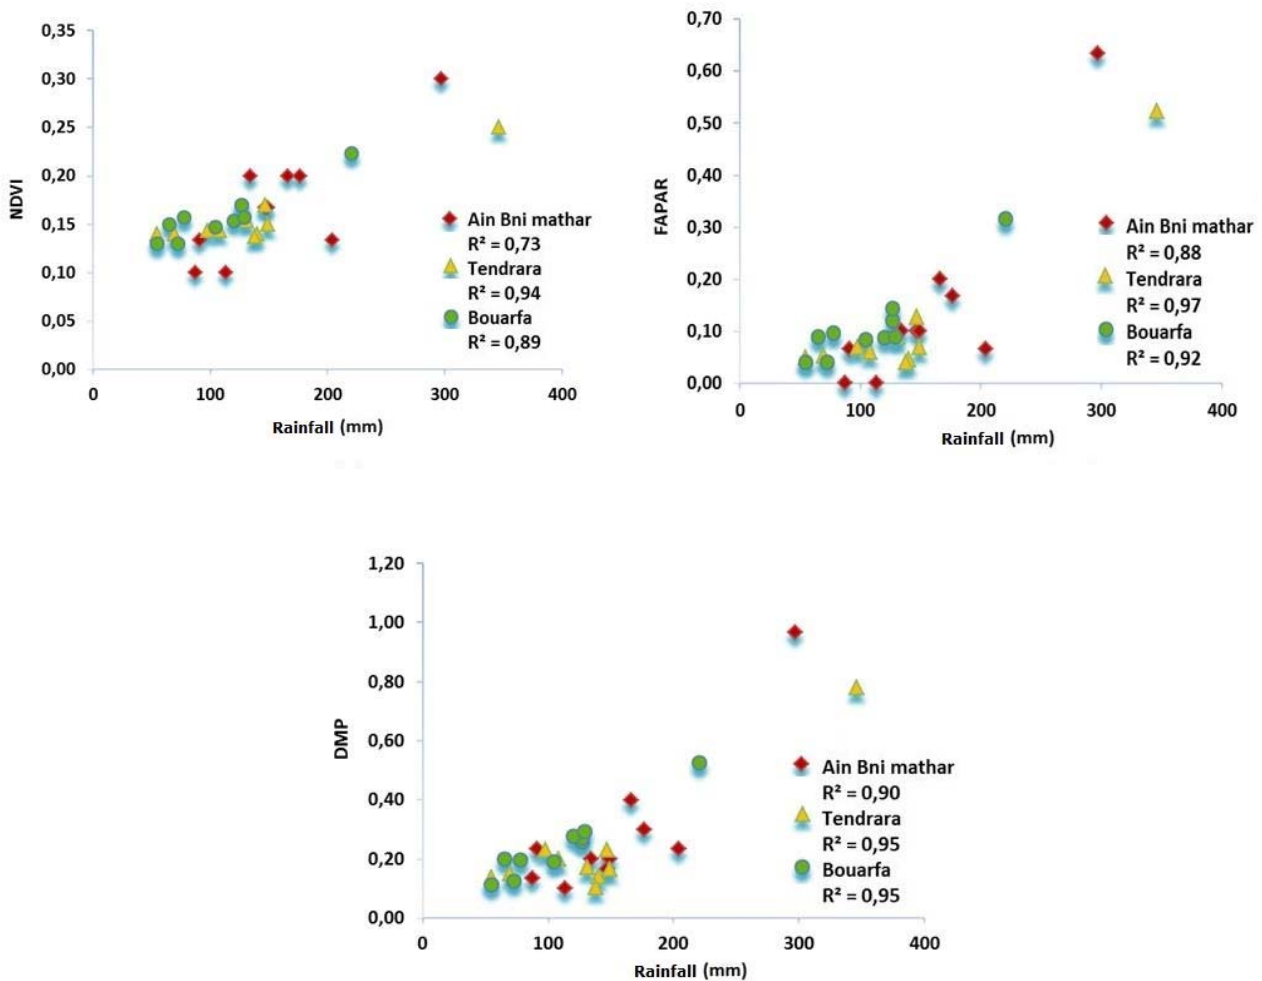 0,35
0,30
0,25
0,20
0,15
0,10
0,05
0,00
NDVI
0 100 200 300 400
Rainfall (mm)
Ain Bni mathar
R² = 0,73
Tendrara
R² = 0,94
Bouarfa
R² = 0,89
0,70
0,60
0,50
0,40
0,30
0,20
0,10
0,00
FAPAR
0 100 200 300 400
Rainfall (mm)
Ain Bni mathar
R² = 0,88
Tendrara
R² = 0,97
Bouarfa
R² = 0,92
1,20
1,00
0,80
0,60
0,40
0,20
0,00
DMP
0 100 200 300 400
Rainfall (mm)
Ain Bni mathar
R² = 0,90
Tendrara
R² = 0,95
Bouarfa
R² = 0,95